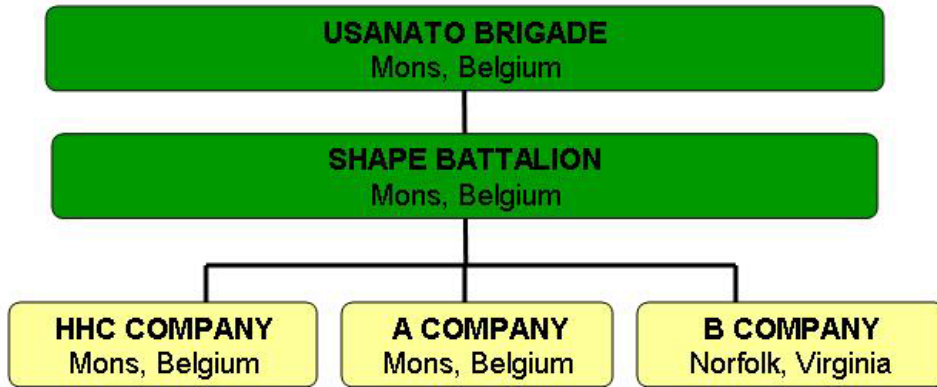 USANATO BRIGADE
Mons, Belgium
SHAPE BATTALION
Mons, Belgium
HHC COMPANY
Mons, Belgium
A COMPANY
Mons, Belgium
B COMPANY
Norfolk, Virginia